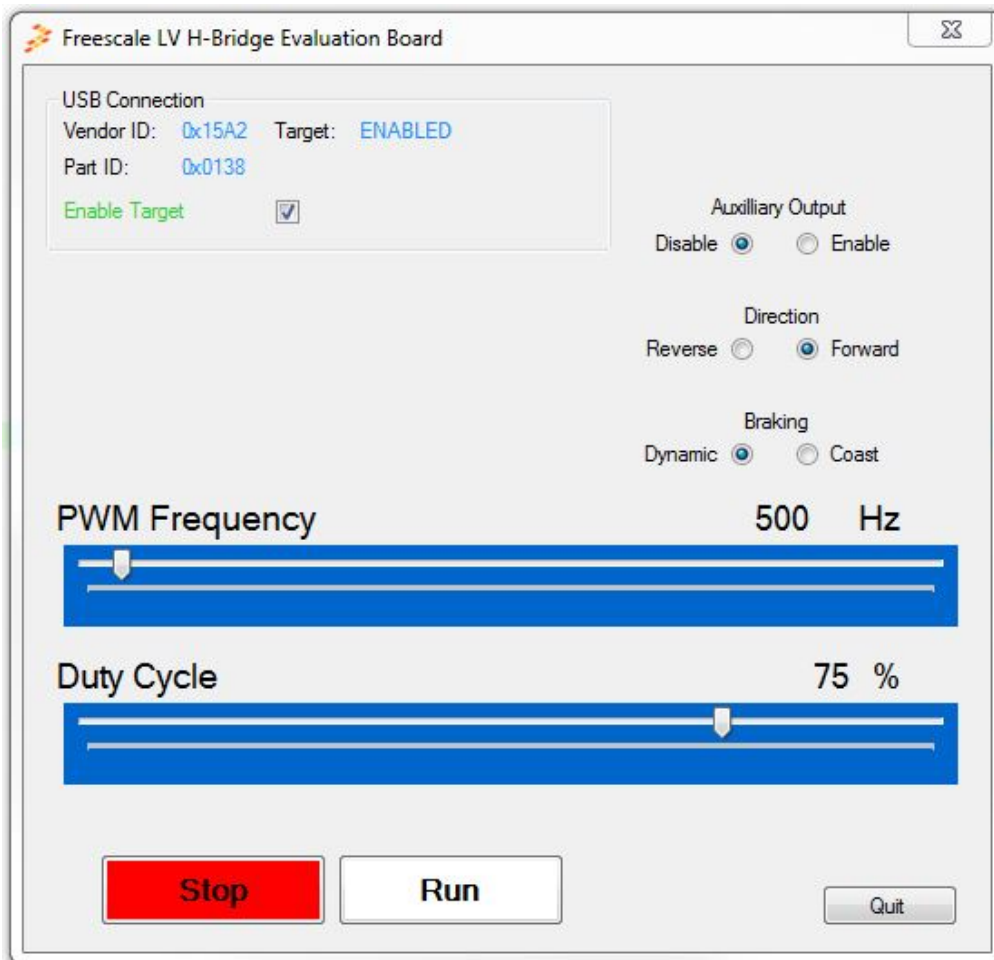 Freescale LV H-Bridge Evaluation Board
USB Connection
Vendor ID: 0x15A2 Target: ENABLED
Part ID: 0x0138
Enable Target
Auxilliary Output
Disable Enable
Direction
Reverse Forward
Braking
Dynamic Coast
PWM Frequency 500 Hz
Duty Cycle 75 %
Stop Run
Quit